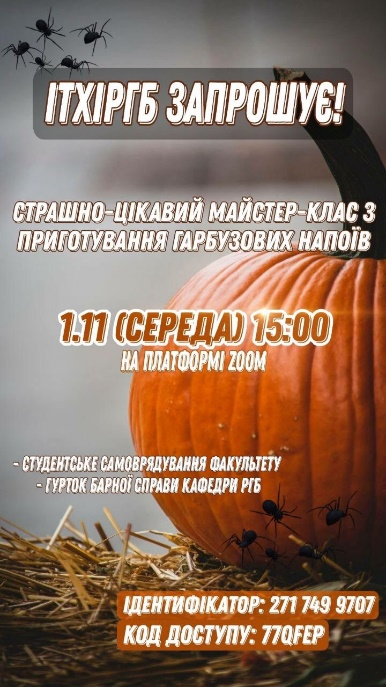 ІТХІРГБ ЗАПРОШУЄ!
СТРАШНО-ЦІКАВИЙ МАЙСТЕР-КЛАС З
ПРИГОТУВАННЯ ГАРБУЗОВИХ НАПОЇВ
1.11 (СЕРЕДА) 15:00
НА ПЛАТФОРМІ ZOOM
- СТУДЕНТСЬКЕ САМОВРЯДУВАННЯ ФАКУЛЬТЕТУ
- ГУРТОК БАРНОЇ СПРАВИ КАФЕДРИ РГБ
ІДЕНТИФІКАТОР: 271 749 9707
КОД ДОСТУПУ: 77QFEP